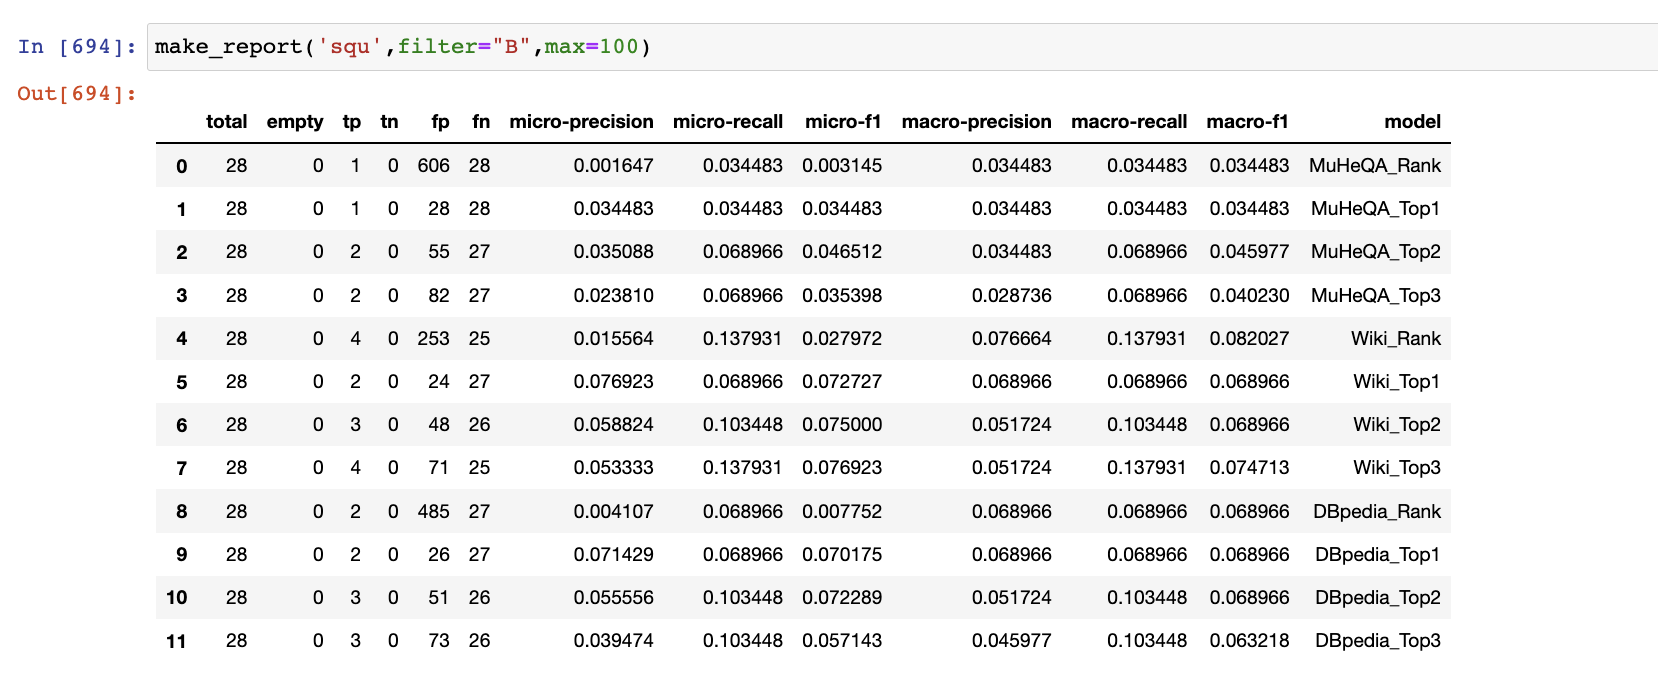 In [694]: make_report('squ',filter="B",max=100)
Out[694]:
total empty tp tn fp fn micro-precision micro-recall micro-f1 macro-precision macro-recall macro-f1 model
0 28 0 1 0 606 28 0.001647 0.034483 0.003145 0.034483 0.034483 0.034483 MuHeQA_Rank
1 28 0 1 0 28 28 0.034483 0.034483 0.034483 0.034483 0.034483 0.034483 MuHeQA_Top1
2 28 0 2 0 55 27 0.035088 0.068966 0.046512 0.034483 0.068966 0.045977 MuHeQA_Top2
3 28 0 2 0 82 27 0.023810 0.068966 0.035398 0.028736 0.068966 0.040230 MuHeQA_Top3
4 28 0 4 0 253 25 0.015564 0.137931 0.027972 0.076664 0.137931 0.082027 Wiki_Rank
5 28 0 2 0 24 27 0.076923 0.068966 0.072727 0.068966 0.068966 0.068966 Wiki_Top1
6 28 0 3 0 48 26 0.058824 0.103448 0.075000 0.051724 0.103448 0.068966 Wiki_Top2
7 28 0 4 0 71 25 0.053333 0.137931 0.076923 0.051724 0.137931 0.074713 Wiki_Top3
8 28 0 2 0 485 27 0.004107 0.068966 0.007752 0.068966 0.068966 0.068966 DBpedia_Rank
9 28 0 2 0 26 27 0.071429 0.068966 0.070175 0.068966 0.068966 0.068966 DBpedia_Top1
10 28 0 3 0 51 26 0.055556 0.103448 0.072289 0.051724 0.103448 0.068966 DBpedia_Top2
11 28 0 3 0 73 26 0.039474 0.103448 0.057143 0.045977 0.103448 0.063218 DBpedia_Top3